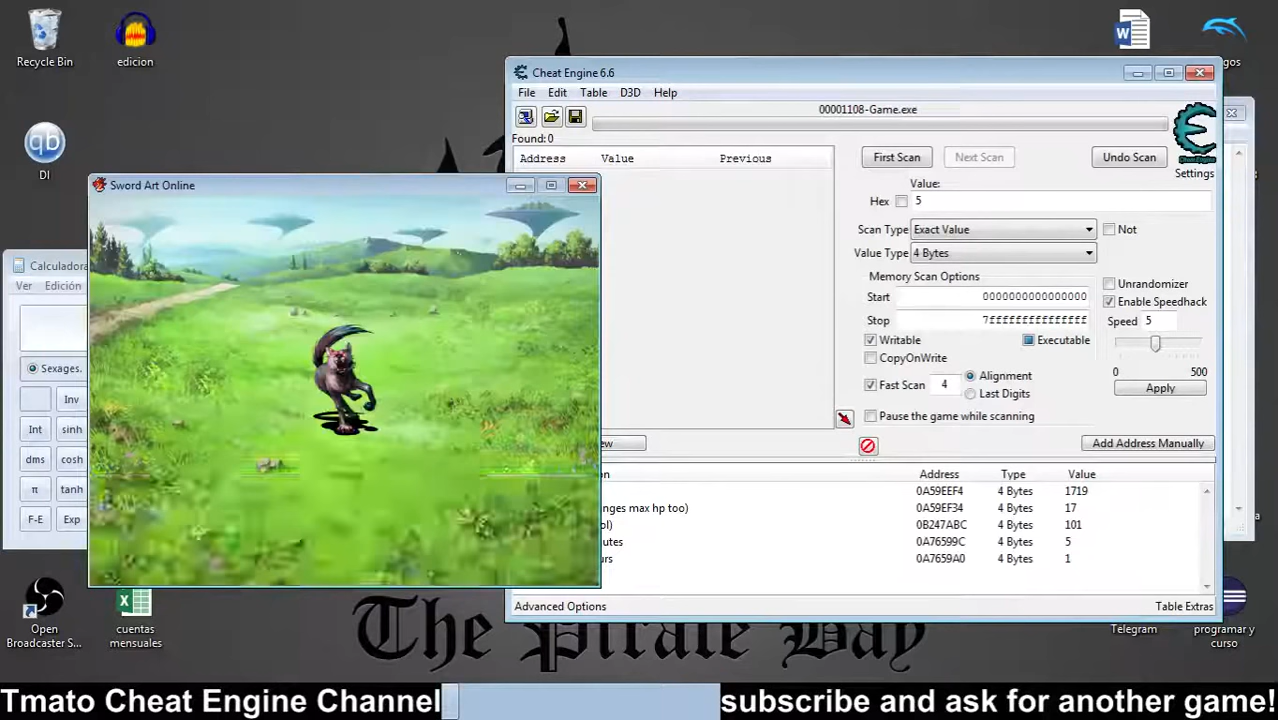 Recycle Bin
edicion
DI
gos
Cheat Engine 6.6
File Edit Table D3D Help
00001108-Game.exe
Found: 0
Address Value Previous
First Scan Next Scan Undo Scan
Settings
Value:
Hex 5
Scan Type Exact Value Not
Value Type 4 Bytes
Memory Scan Options
Start 0000000000000000
Stop 7fffffffffffffff
Writable Executable
CopyOnWrite
Fast Scan 4 Alignment
Last Digits
Pause the game while scanning
Unrandomizer
Enable Speedhack
Speed 5
0 500
Apply
Add Address Manually
Address Type Value
0A59EEF4 4 Bytes 1719
nges max hp too) 0A59EF34 17
4 Bytes
ol) 0B247ABC 4 Bytes 101
utes 0A76599C 4 Bytes 5
urs 0A7659A0 4 Bytes 1
Advanced Options Table Extras
Sword Art Online
Calculadora
Ver Edición
Sexages.
Inv
Int sinh
dms cosh
π tanh
F-E Exp
Open Broadcaster S...
cuentas mensuales
Telegram
programar y curso
The Pirate Bay
Tmato Cheat Engine Channel
subscribe and ask for another game!